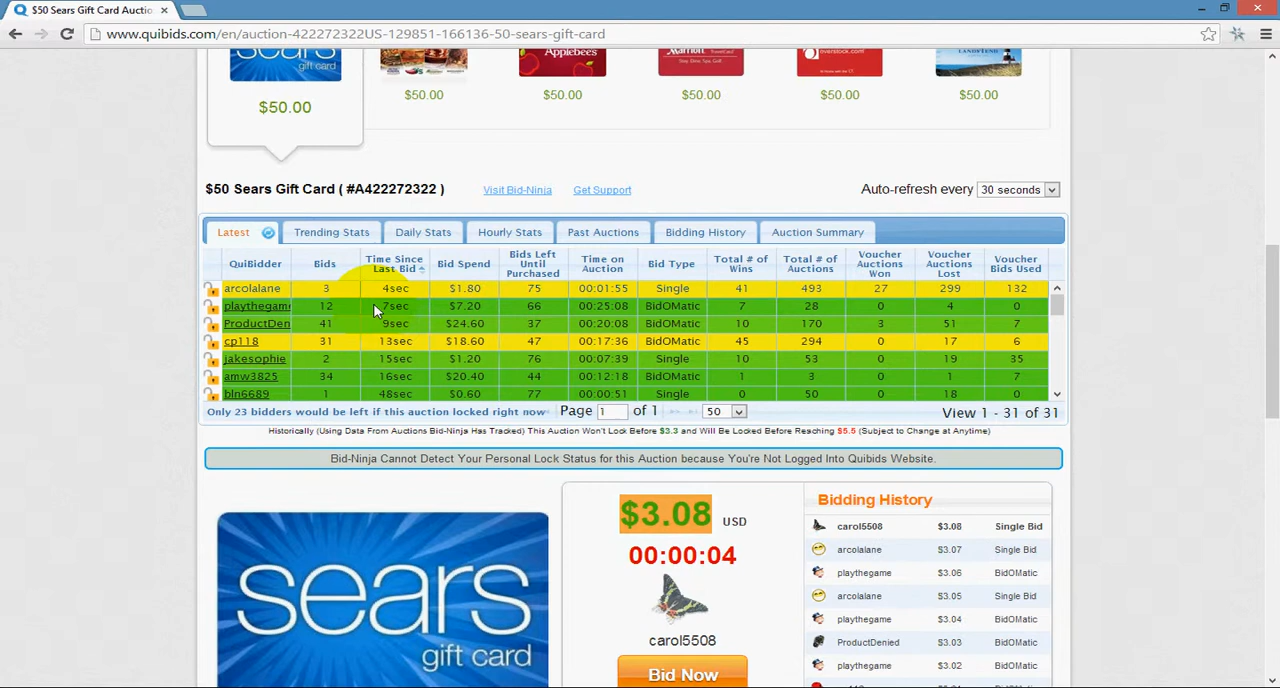 $50 Sears Gift Card Auctio
www.quibids.com/en/auction-422272322US-129851-166136-50-sears-gift-card
Applebees Marriott overstock.com LANDS'END
$50.00 $50.00 $50.00 $50.00 $50.00 $50.00
$50 Sears Gift Card ( #A422272322 ) Visit Bid-Ninja Get Support Auto-refresh every 30 seconds
Latest Trending Stats Daily Stats Hourly Stats Past Auctions Bidding History Auction Summary
QuiBidder Bids Time Since Last Bid Bid Spend Bids Left Until Purchased Time on Auction Bid Type Total # of Wins Total # of Auctions Voucher Auctions Won Voucher Auctions Lost Voucher Bids Used
arcolalane 3 4sec $1.80 75 00:01:55 Single 41 493 27 299 132
playthegame 12 7sec $7.20 66 00:25:08 BidOMatic 7 28 0 4 0
ProductDen 41 9sec $24.60 37 00:20:08 BidOMatic 10 170 3 51 7
cp118 31 13sec $18.60 47 00:17:36 BidOMatic 45 294 0 17 6
jakesophie 2 15sec $1.20 76 00:07:39 Single 10 53 0 19 35
amw3825 34 16sec $20.40 44 00:12:18 BidOMatic 1 3 0 1 7
bln6689 1 48sec $0.60 77 00:00:51 Single 0 50 0 0 0
Only 23 bidders would be left if this auction locked right now Page 1 of 1 50 View 1 - 31 of 31
Historically (Using Data From Auctions Bid-Ninja Has Tracked) This Auction Won't Lock Before $3.3 and Will Be Locked Before Reaching $5.5 (Subject to Change at Anytime)
Bid-Ninja Cannot Detect Your Personal Lock Status for this Auction because You're Not Logged Into Quibids Website.
sears
gift card
$3.08 USD
00:00:04
carol5508
Bid Now
Bidding History
carol5508 $3.08 Single Bid
arcolalane $3.07 Single Bid
playthegame $3.06 BidOMatic
arcolalane $3.05 Single Bid
playthegame $3.04 BidOMatic
ProductDenied $3.03 BidOMatic
playthegame $3.02 BidOMatic